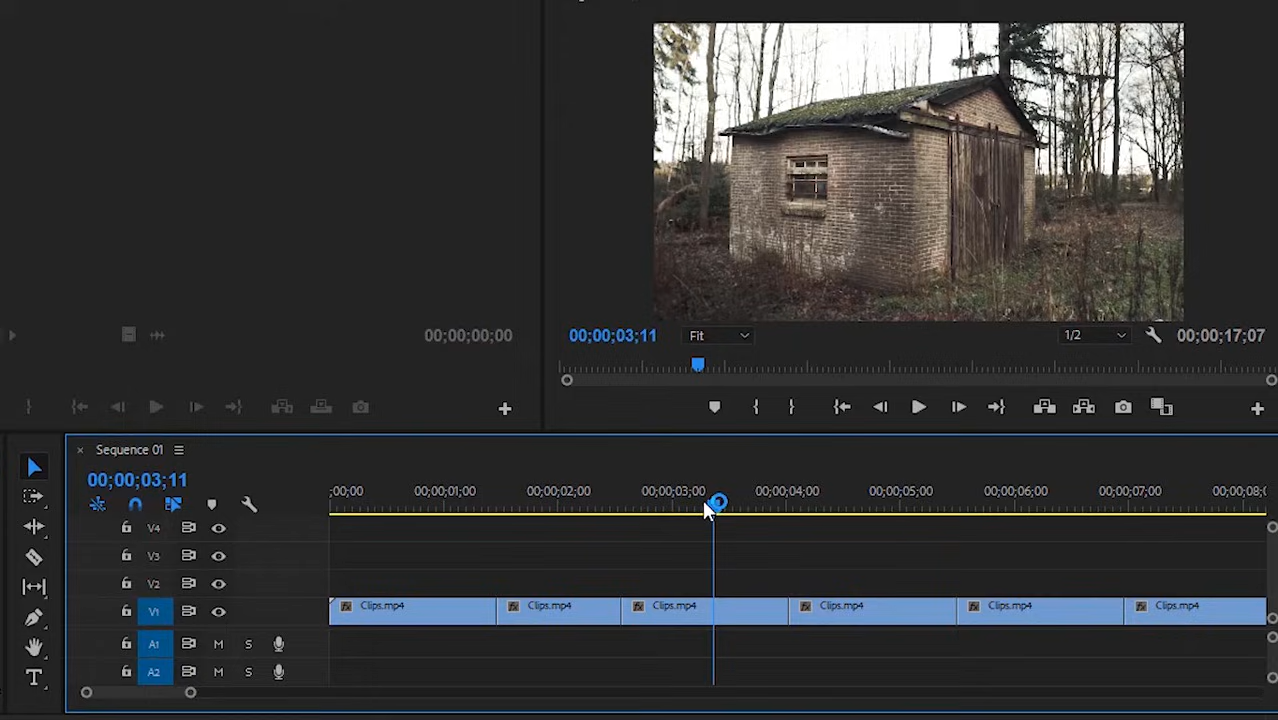 00;00;03;11
Fit
1/2
00;00;17;07
00;00;00;00
Sequence 01
00;00;03;11
;00;00
00;00;01;00
00;00;02;00
00;00;03;00
00;00;04;00
00;00;05;00
00;00;06;00
00;00;07;00
00;00;08;0
V4
V3
V2
V1
Clips.mp4
Clips.mp4
Clips.mp4
Clips.mp4
Clips.mp4
Clips.mp4
A1
M
S
A2
M
S